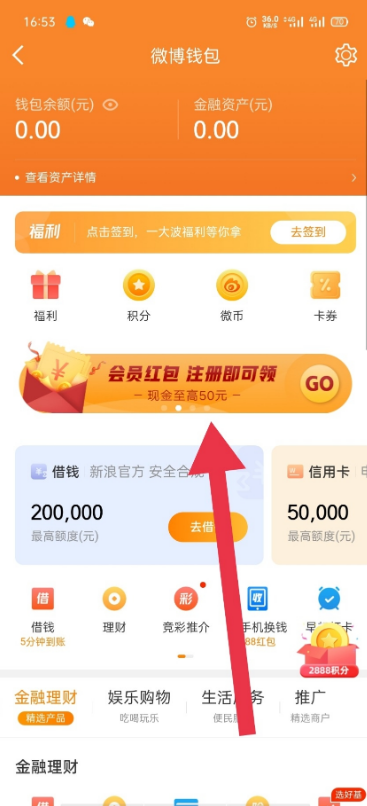 16:53
36.0
KB/S
4G
4G
70
微博钱包
钱包余额(元)
金融资产(元)
0.00
0.00
查看资产详情
福利
点击签到，一大波福利等你拿
去签到
福利
积分
微币
卡券
会员红包 注册即可领
现金至高50元
GO
借钱
新浪官方 安全合规
信用卡
200,000
50,000
最高额度(元)
最高额度(元)
去借
借
彩
收
借钱
理财
竞彩推介
手机换钱
5分钟到账
88红包
2888积分
金融理财
娱乐购物
生活服务
推广
精选产品
吃喝玩乐
便民
精选商户
金融理财
选好基